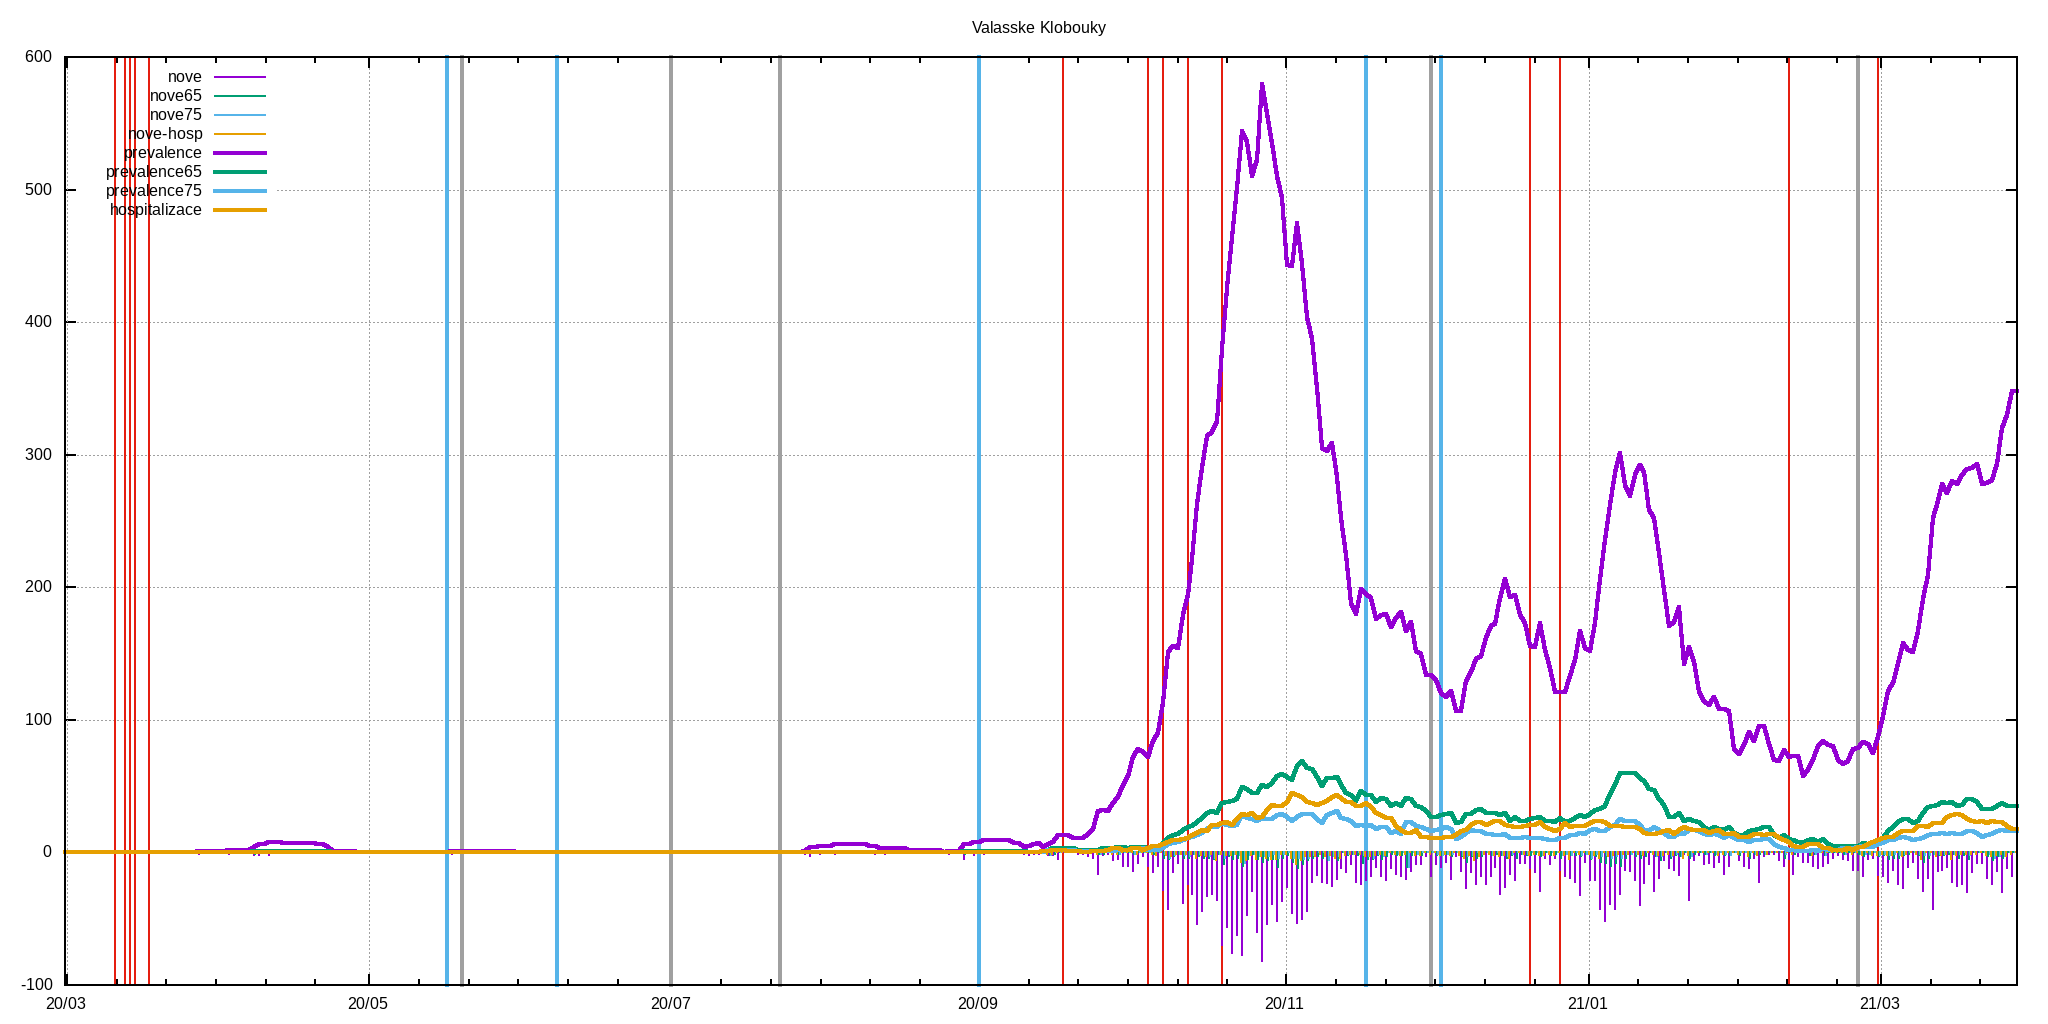 Valasske Klobouky
600
500
400
300
200
100
0
-100
nove
nove65
nove75
nove-hosp
prevalence
prevalence65
prevalence75
hospitalizace
20/03 20/05 20/07 20/09 20/11 21/01 21/03